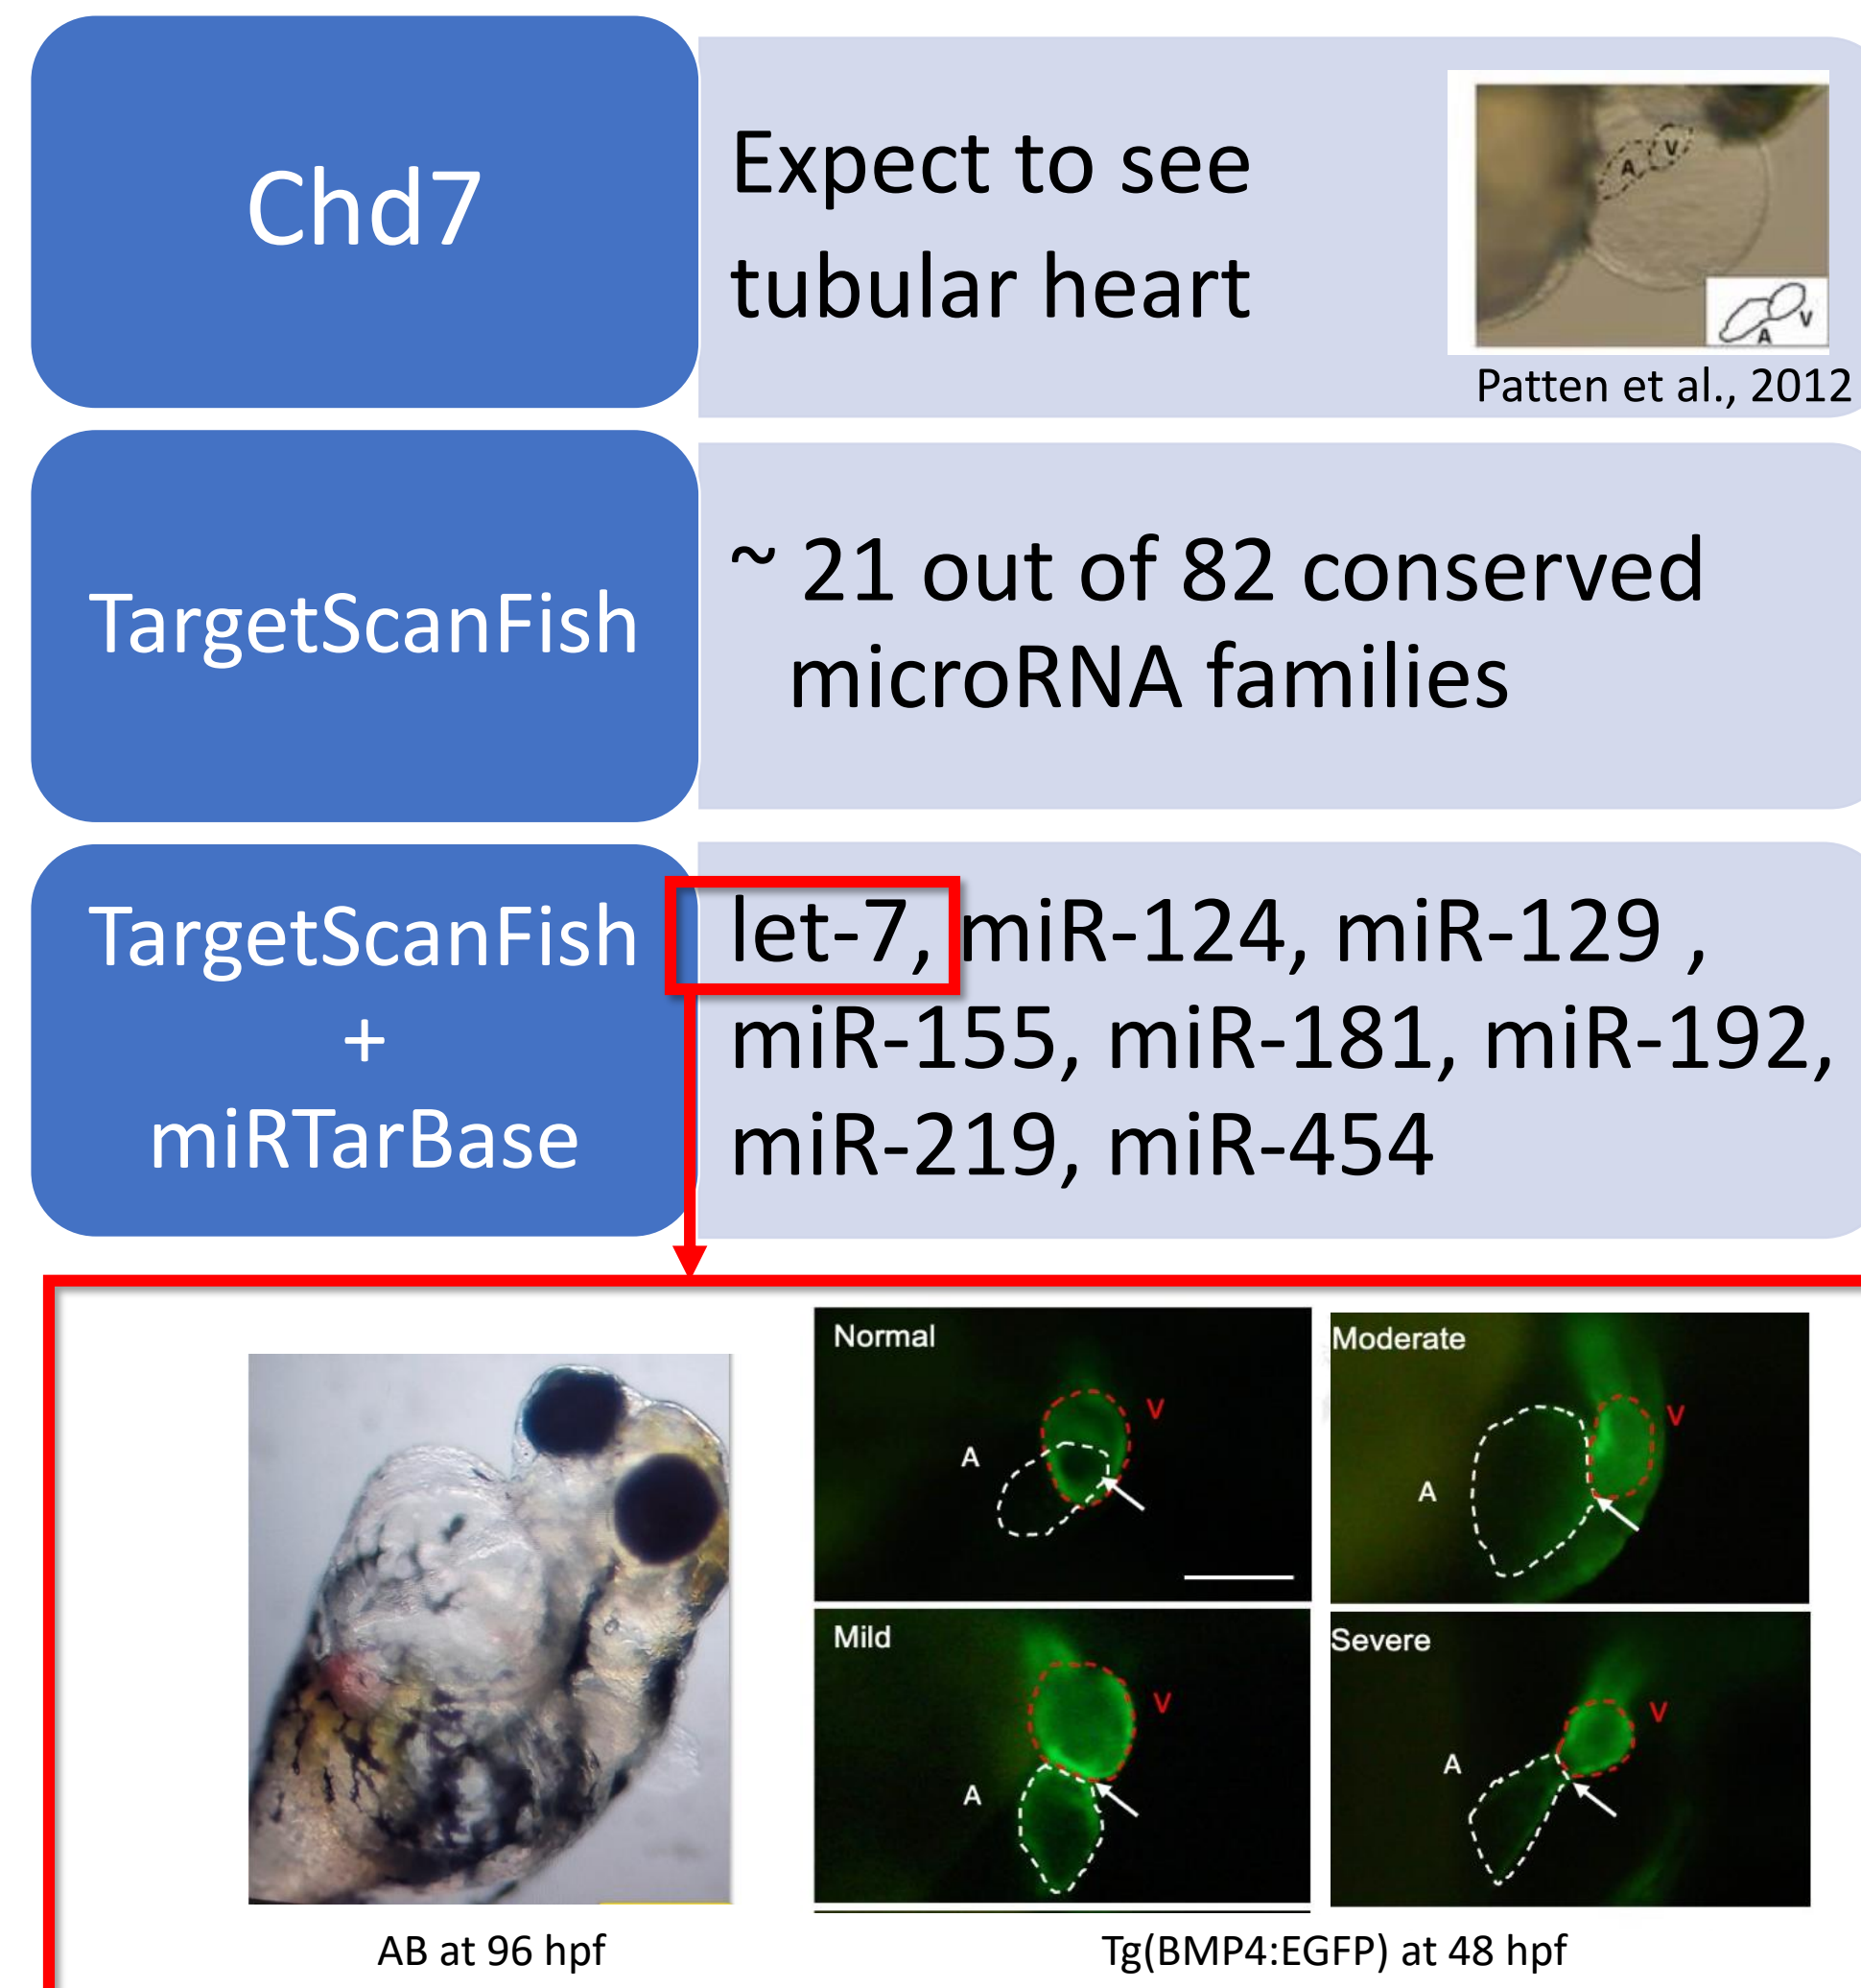 Chd7
Expect to see
tubular heart
A
V
A
V
Patten et al., 2012
TargetScanFish
~ 21 out of 82 conserved
microRNA families
TargetScanFish
+
miRTarBase
let-7, miR-124, miR-129 ,
miR-155, miR-181, miR-192,
miR-219, miR-454
Normal
V
A
Moderate
V
A
Mild
V
A
Severe
V
A
AB at 96 hpf
Tg(BMP4:EGFP) at 48 hpf